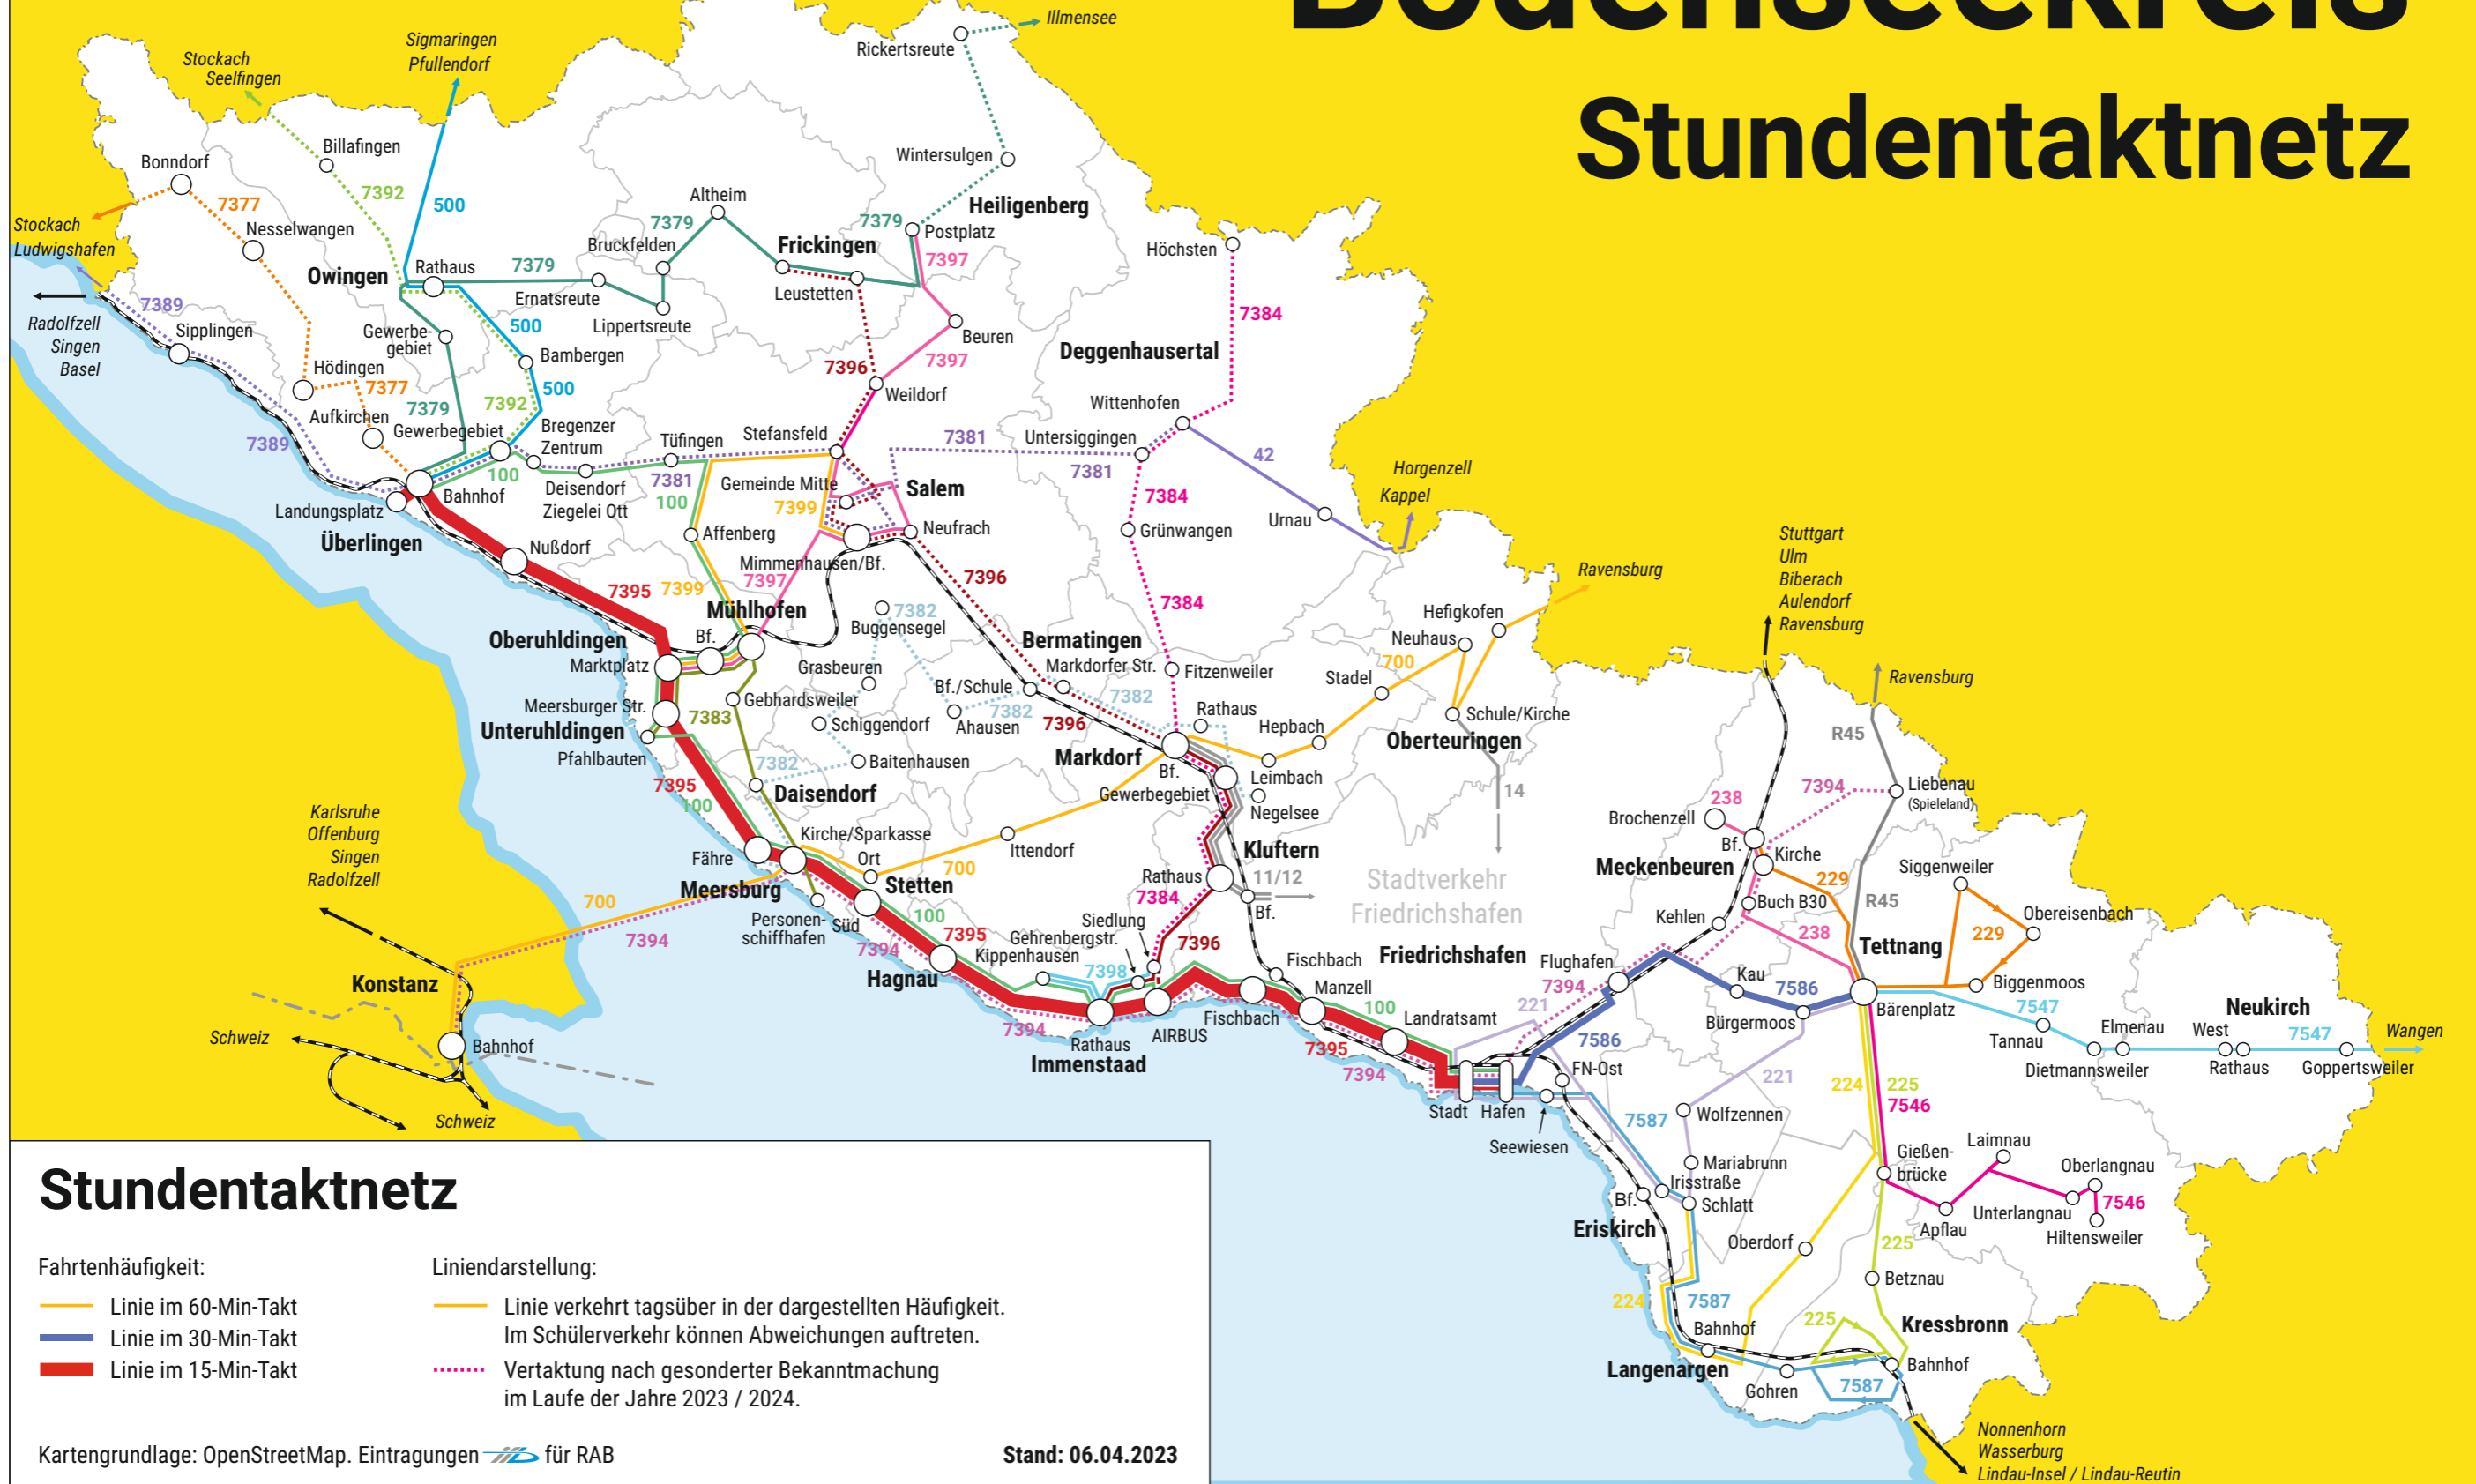 Bodenseekreis
Stundentaktnetz
Illmensee
Rickertsreute
Sigmaringen
Pfullendorf
Stockach
Seelfingen
Billafingen
Bonndorf
7392
500
7377
Nesselwangen
Stockach
Ludwigshafen
Wintersulgen
Heiligenberg
Altheim
7379
Bruckfelden
Frickingen
7379
Postplatz
7397
Höchsten
Owingen
Rathaus
7379
Ernatsreute
Leustetten
Lippertsreute
7389
Radolfzell
Singen
Basel
Sipplingen
Gewerbe-
gebiet
500
Bambergen
Beuren
7397
7384
Deggenhausertal
Hödingen
7377
500
7396
Weildorf
Aufkirchen
7379
7392
Gewerbegebiet
Bregenzer
Zentrum
Wittenhofen
7389
Tüfingen
Stefansfeld
7381
Untersiggingen
42
100
Bahnhof
Deisendorf
Ziegelei Ott
7381
100
Gemeinde Mitte
Salem
7381
7384
Horgenzell
Kappel
Landungsplatz
Überlingen
7399
Affenberg
Neufrach
Grünwangen
Urnau
Nußdorf
Mimmenhausen/Bf.
7397
7396
7395
7399
Mühlhofen
7382
Buggensegel
7384
Ravensburg
Stuttgart
Ulm
Biberach
Aulendorf
Ravensburg
Oberuhldingen
Bf.
Marktplatz
Grasbeuren
Bermatingen
Markdorfer Str.
Fitzenweiler
Hefigkofen
Neuhaus
700
Stadel
Ravensburg
Meersburger Str.
Unteruhldingen
Pfahlbauten
Gebhardsweiler
7383
Schiggendorf
Bf./Schule
7382
Ahausen
7396
7382
Rathaus
Hepbach
Schule/Kirche
Oberteuringen
R45
7382
Baitenhausen
Markdorf
Bf.
Leimbach
Gewerbegebiet
7395
100
Daisendorf
Negelsee
14
7394
Liebenau
(Spieleland)
238
Brochenzell
Karlsruhe
Offenburg
Singen
Radolfzell
Kirche/Sparkasse
Fähre
Ort
700
Ittendorf
Kluftern
Bf.
Kirche
Meckenbeuren
Siggenweiler
Meersburg
Stetten
Rathaus
11/12
Bf.
Stadtverkehr
Friedrichshafen
229
Buch B30
R45
Obereisenbach
700
7394
Personen-
schiffhafen
Süd
100
7384
Siedlung
Kehlen
238
Tettnang
229
7394
7395
Gehrenbergstr.
Kippenhausen
7396
Friedrichshafen
Hagnau
7398
Fischbach
Flughafen
Kau
7586
Biggenmoos
Konstanz
Manzell
7394
7547
Neukirch
7394
Fischbach
100
221
Bürgermoos
Bärenplatz
Schweiz
Bahnhof
Rathaus
AIRBUS
Landratsamt
Tannau
Elmenau
West
7547
Wangen
Immenstaad
7395
7586
Dietmannsweiler
Rathaus
Goppertsweiler
7394
FN-Ost
221
224
225
7546
Stadt
Hafen
Seewiesen
7587
Wolfzennen
Schweiz
Gießen-
brücke
Laimnau
Oberlangnau
Mariabrunn
Irisstraße
Bf.
Schlatt
Unterlangnau
7546
Apflau
Hiltensweiler
Eriskirch
Oberdorf
225
Betznau
224
7587
Bahnhof
225
Kressbronn
Langenargen
Bahnhof
Gohren
7587
Nonnenhorn
Wasserburg
Lindau-Insel / Lindau-Reutin
Stundentaktnetz
Fahrtenhäufigkeit:
Linie im 60-Min-Takt
Linie im 30-Min-Takt
Linie im 15-Min-Takt
Liniendarstellung:
Linie verkehrt tagsüber in der dargestellten Häufigkeit.
Im Schülerverkehr können Abweichungen auftreten.
Vertaktung nach gesonderter Bekanntmachung
im Laufe der Jahre 2023 / 2024.
Kartengrundlage: OpenStreetMap. Eintragungen für RAB
Stand: 06.04.2023